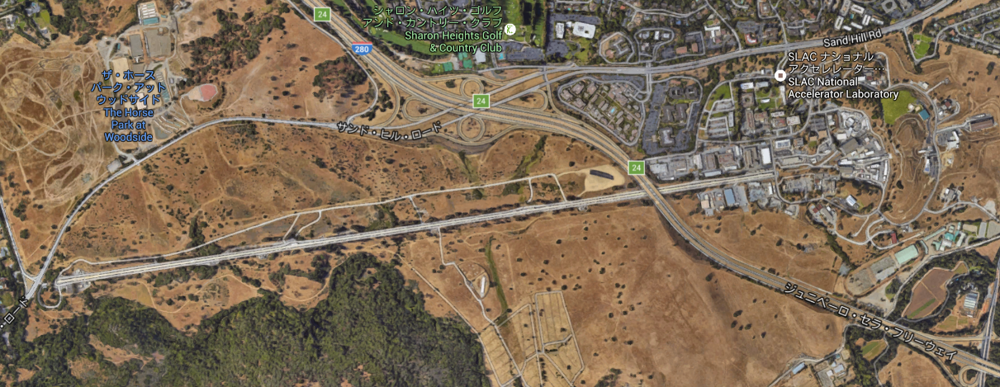 24
280
シャロン・ハイツ・ゴルフ
アンド・カントリー・クラブ
Sharon Heights Golf
& Country Club
Sand Hill Rd
SLAC ナショナル
アクセレレーター…
SLAC National
Accelerator Laboratory
ザ・ホース
パーク・アット
ウッドサイド
The Horse
Park at
Woodside
24
サンド・ヒル・ロード
24
ジュニペーロ・セラ・フリーウェイ
・ロード